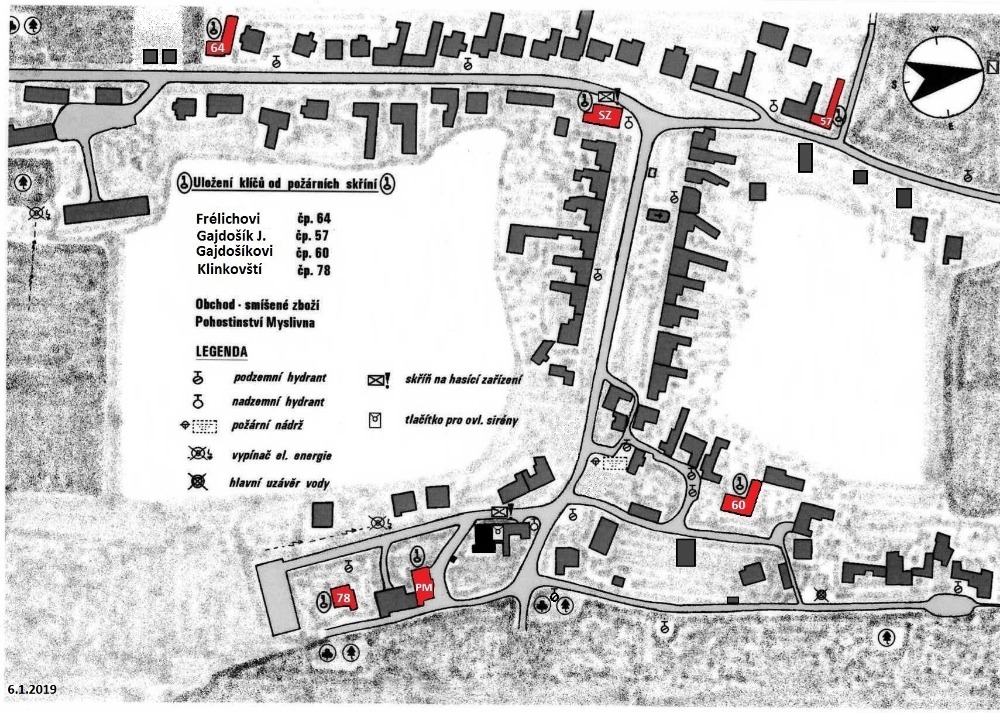 64
W
S
E
57
SZ
Uložení klíčů od požárních skříní
Frélichovi čp. 64
Gajdošík J. čp. 57
Gajdošíkovi čp. 60
Klinkovští čp. 78
Obchod - smíšené zboží
Pohostinství Myslivna
LEGENDA
podzemní hydrant
nadzemní hydrant
požární nádrž
vypínač el. energie
hlavní uzávěr vody
skříň na hasící zařízení
tlačítko pro ovl. sirény
60
PM
78
6.1.2019